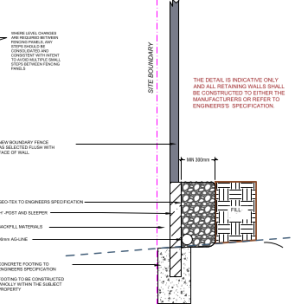 WHERE LEVEL CHANGES
ARE REQUIRED BETWEEN
FENCING PANELS, ANY
STEPS SHOULD BE
CONSOLIDATED AND
CONSISTENT WITH INTENT
TO AVOID MULTIPLE SMALL
STEPS BETWEEN FENCING
PANELS
SITE BOUNDARY
THE DETAIL IS INDICATIVE ONLY
AND ALL RETAINING WALLS SHALL
BE CONSTRUCTED TO EITHER THE
MANUFACTURERS OR REFER TO
ENGINEERS'S SPECIFICATION.
NEW BOUNDARY FENCE
AS SELECTED FLUSH WITH
FACE OF WALL
MIN 300mm
GEO-TEX TO ENGINEERS SPECIFICATION
-POST AND SLEEPER
BACKFILL MATERIALS
FILL
AG-LINE
CONCRETE FOOTING TO
ENGINEERS SPECIFICATION
FOOTING TO BE CONSTRUCTED
WHOLLY WITHIN THE SUBJECT
PROPERTY